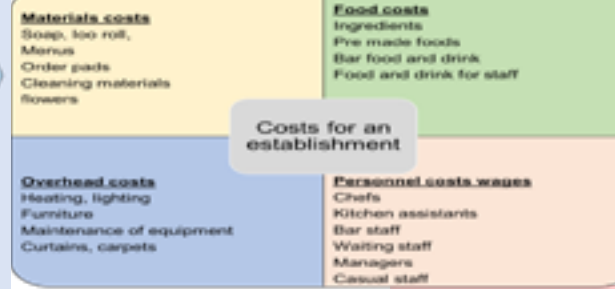 Materials costs
Soap, loo roll,
Menus
Order pads
Cleaning materials
flowers
Food costs
Ingredients
Pre made foods
Bar food and drink
Food and drink for staff
Costs for an
establishment
Overhead costs
Heating, lighting
Furniture
Maintenance of equipment
Curtains, carpets
Personnel costs wages
Chefs
Kitchen assistants
Bar staff
Waiting staff
Managers
Casual staff